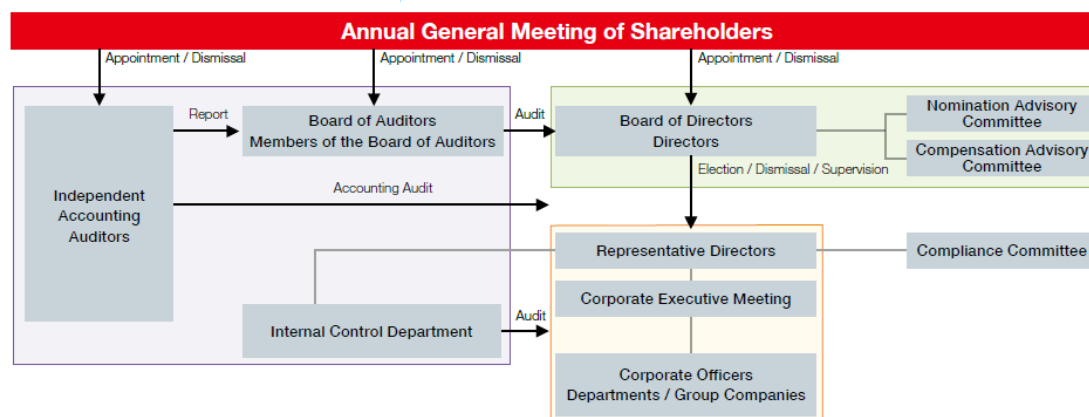 Annual General Meeting of Shareholders
Appointment / Dismissal
Appointment / Dismissal
Appointment / Dismissal
Independent
Accounting
Auditors
Report
Board of Auditors
Members of the Board of Auditors
Audit
Board of Directors
Directors
Nomination Advisory
Committee
Compensation Advisory
Committee
Election / Dismissal / Supervision
Accounting Audit
Representative Directors
Compliance Committee
Corporate Executive Meeting
Internal Control Department
Audit
Corporate Officers
Departments / Group Companies